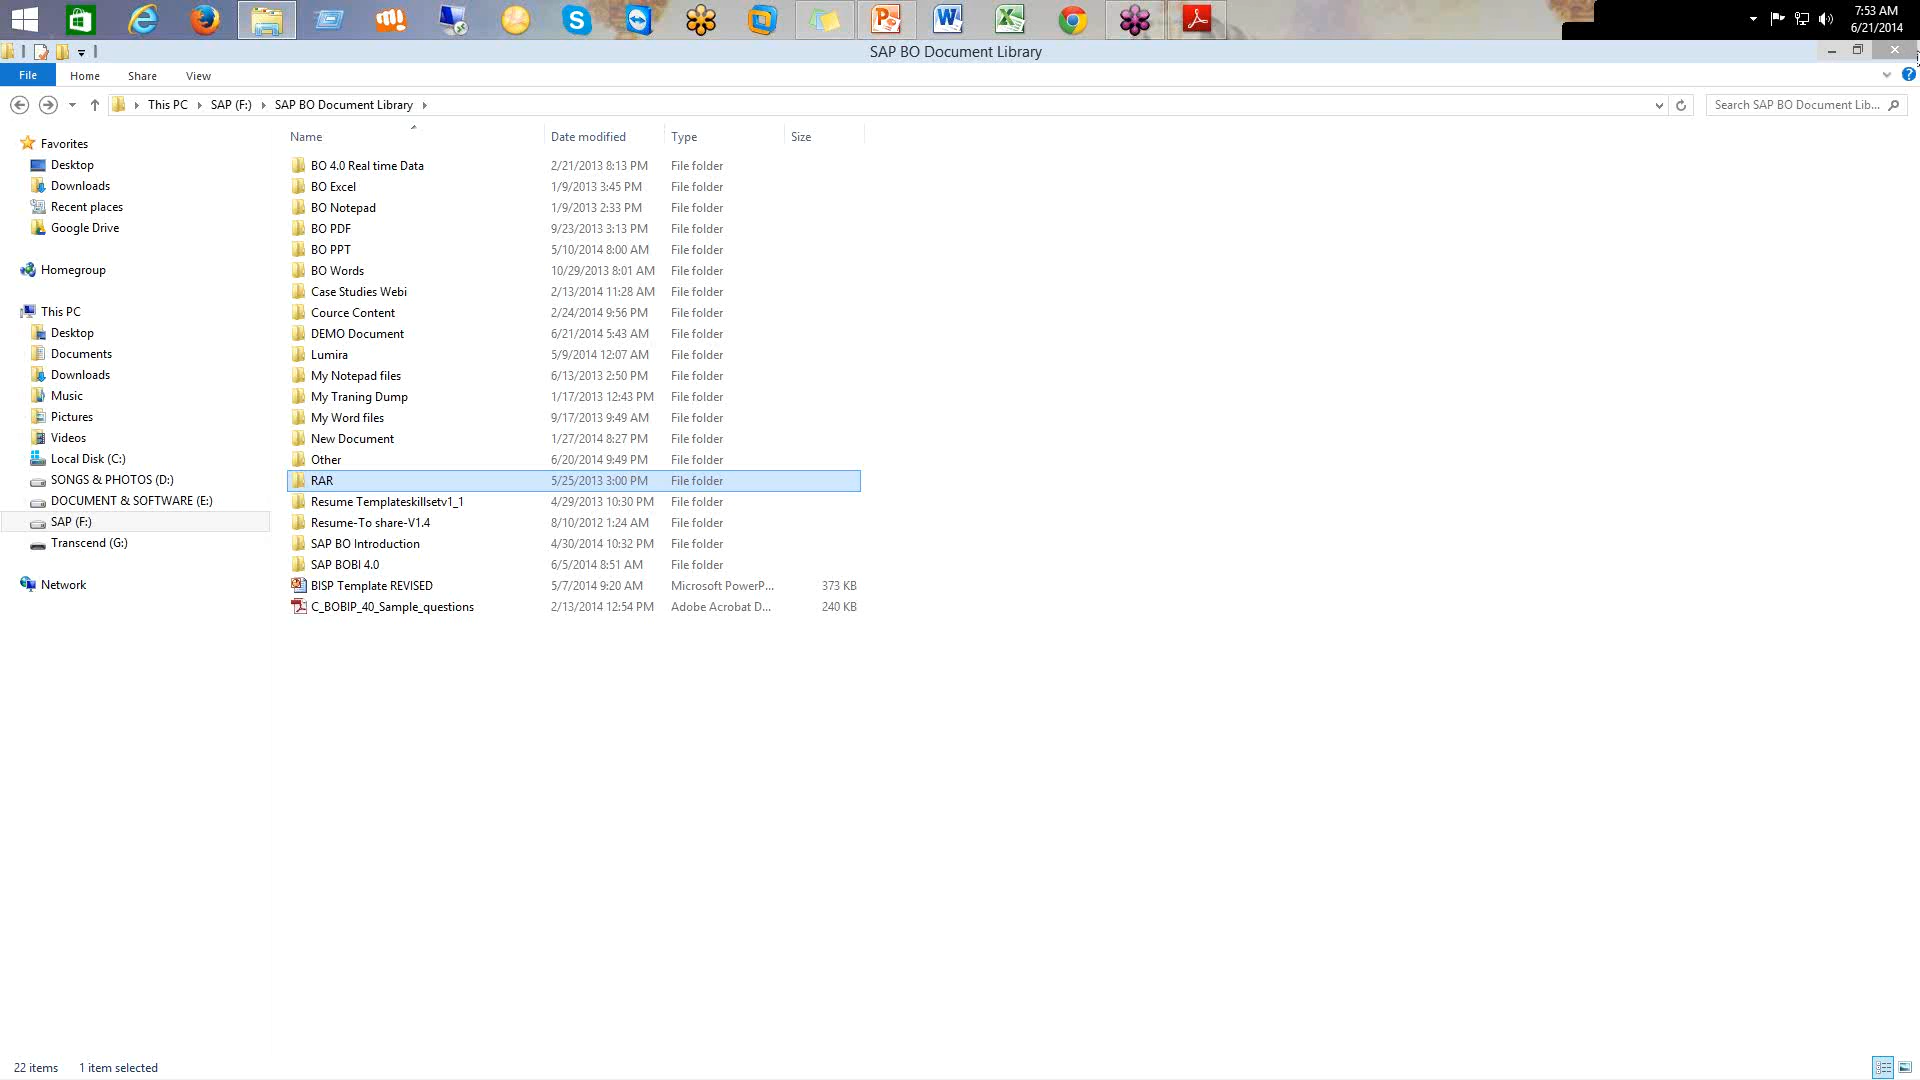 7:53 AM
6/21/2014
SAP BO Document Library
File Home Share View
This PC SAP (F:) SAP BO Document Library
Search SAP BO Document Lib...
Name Date modified Type Size
Favorites
Desktop
Downloads
Recent places
Google Drive
Homegroup
This PC
Desktop
Documents
Downloads
Music
Pictures
Videos
Local Disk (C:)
SONGS & PHOTOS (D:)
DOCUMENT & SOFTWARE (E:)
SAP (F:)
Transcend (G:)
Network
BO 4.0 Real time Data 2/21/2013 8:13 PM File folder
BO Excel 1/9/2013 3:45 PM File folder
BO Notepad 1/9/2013 2:33 PM File folder
BO PDF 9/23/2013 3:13 PM File folder
BO PPT 5/10/2014 8:00 AM File folder
BO Words 10/29/2013 8:01 AM File folder
Case Studies Webi 2/13/2014 11:28 AM File folder
Cource Content 2/24/2014 9:56 PM File folder
DEMO Document 6/21/2014 5:43 AM File folder
Lumira 5/9/2014 12:07 AM File folder
My Notepad files 6/13/2013 2:50 PM File folder
My Traning Dump 1/17/2013 12:43 PM File folder
My Word files 9/17/2013 9:49 AM File folder
New Document 1/27/2014 8:27 PM File folder
Other 6/20/2014 9:49 PM File folder
RAR 5/25/2013 3:00 PM File folder
Resume Templateskillsetv1_1 4/29/2013 10:30 PM File folder
Resume-To share-V1.4 8/10/2012 1:24 AM File folder
SAP BO Introduction 4/30/2014 10:32 PM File folder
SAP BOBI 4.0 6/5/2014 8:51 AM File folder
BISP Template REVISED 5/7/2014 9:20 AM Microsoft PowerP... 373 KB
C_BOBIP_40_Sample_questions 2/13/2014 12:54 PM Adobe Acrobat D... 240 KB
22 items 1 item selected